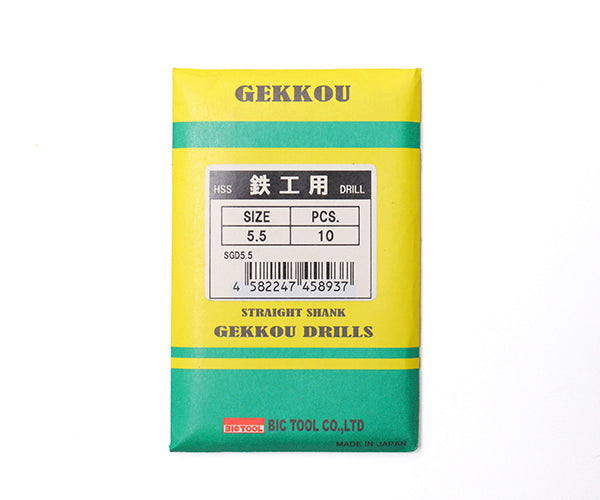 GEKKOU
HSS 鉄工用 DRILL
SIZE PCS.
5.5 10
SGD5.5
4 582247 458937
STRAIGHT SHANK
GEKKOU DRILLS
BIC TOOL BIC TOOL CO.,LTD
MADE IN JAPAN